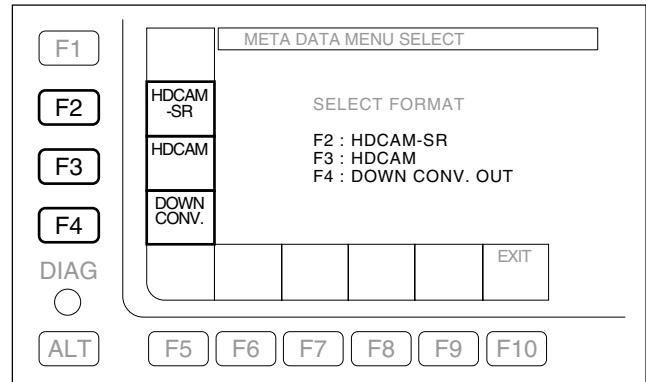 F1
META DATA MENU SELECT
F2
HDCAM
-SR
SELECT FORMAT
F2 : HDCAM-SR
F3
HDCAM
F3 : HDCAM
F4 : DOWN CONV. OUT
F4
DOWN
CONV.
DIAG
EXIT
ALT
F5
F6
F7
F8
F9
F10